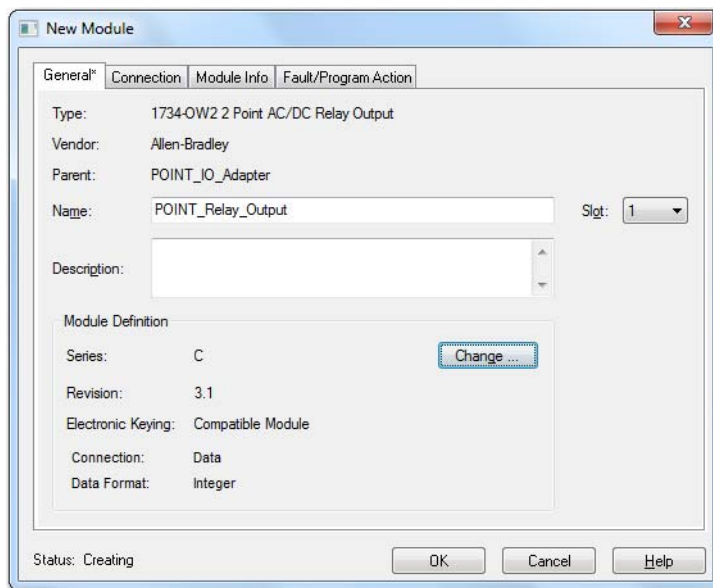 New Module
General* Connection Module Info Fault/Program Action
Type: 1734-OW2 2 Point AC/DC Relay Output
Vendor: Allen-Bradley
Parent: POINT_IO_Adapter
Name: POINT_Relay_Output Slot: 1
Description:
Module Definition
Series: C Change ...
Revision: 3.1
Electronic Keying: Compatible Module
Connection: Data
Data Format: Integer
Status: Creating OK Cancel Help